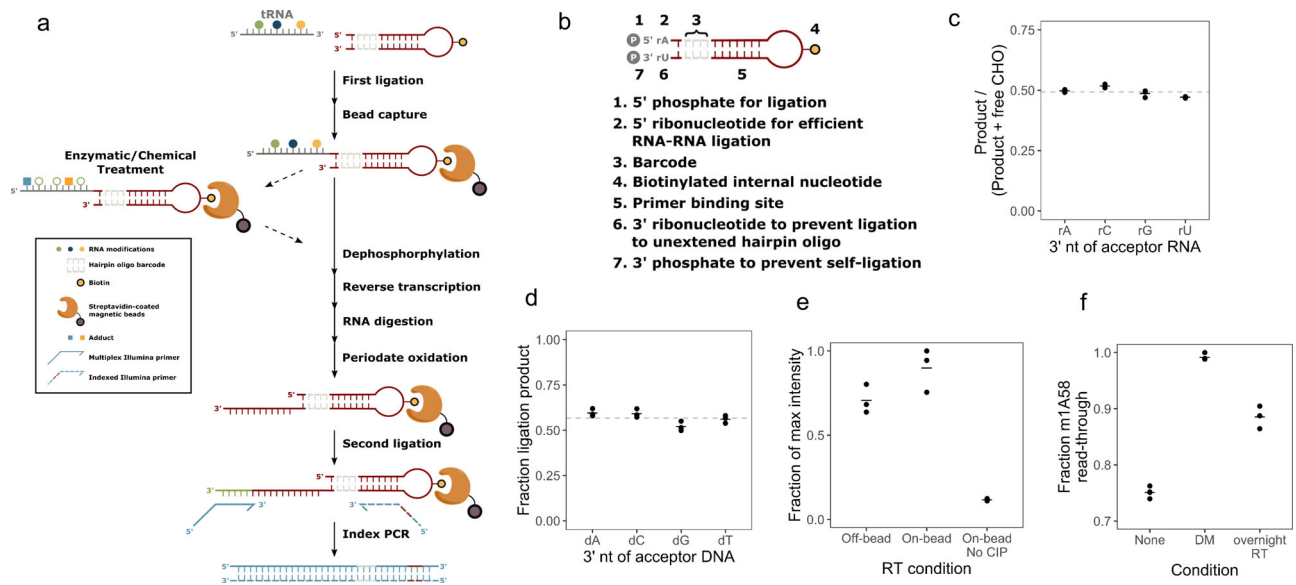 a
tRNA
5'
3'
5'
3'
First ligation
Bead capture
Enzymatic/Chemical
Treatment
5'
5'
3'
3'
RNA modifications
Hairpin oligo barcode
Biotin
Streptavidin-coated
magnetic beads
Adduct
Multiplex Illumina primer
Indexed Illumina primer
Dephosphorphylation
Reverse transcription
RNA digestion
Periodate oxidation
5'
3'
Second ligation
5'
3'
3'
3'
5'
5'
Index PCR
5'
3'
3'
5'
b
1 2 3
4
P 5' rA
P 3' rU
7 6 5
1. 5' phosphate for ligation
2. 5' ribonucleotide for efficient
RNA-RNA ligation
3. Barcode
4. Biotinylated internal nucleotide
5. Primer binding site
6. 3' ribonucleotide to prevent ligation
to unextened hairpin oligo
7. 3' phosphate to prevent self-ligation
c
Product /
(Product + free CHO)
0.75
0.50
0.25
0.00
rA rC rG rU
3' nt of acceptor RNA
d
Fraction ligation product
1.00
0.75
0.50
0.25
0.00
dA dC dG dT
3' nt of acceptor DNA
e
Fraction of max intensity
1.0
0.5
0.0
Off-bead On-bead On-bead
No CIP
RT condition
f
Fraction m1A58
read-through
1.0
0.9
0.8
0.7
None DM overnight
RT
Condition